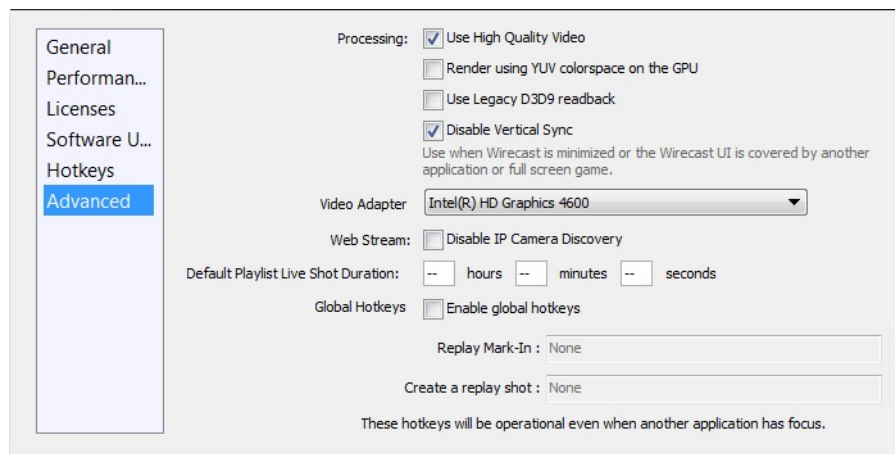 General
Performan...
Licenses
Software U...
Hotkeys
Advanced
Processing: Use High Quality Video
Render using YUV colorspace on the GPU
Use Legacy D3D9 readback
Disable Vertical Sync
Use when Wirecast is minimized or the Wirecast UI is covered by another
application or full screen game.
Video Adapter Intel(R) HD Graphics 4600
Web Stream: Disable IP Camera Discovery
Default Playlist Live Shot Duration: -- hours -- minutes -- seconds
Global Hotkeys Enable global hotkeys
Replay Mark-In : None
Create a replay shot : None
These hotkeys will be operational even when another application has focus.